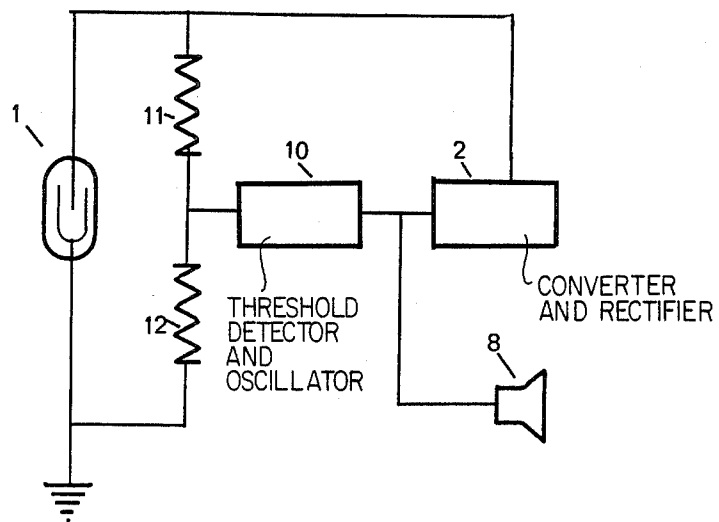 1
11
10
2
12
THRESHOLD
DETECTOR
AND
OSCILLATOR
CONVERTER
AND RECTIFIER
8